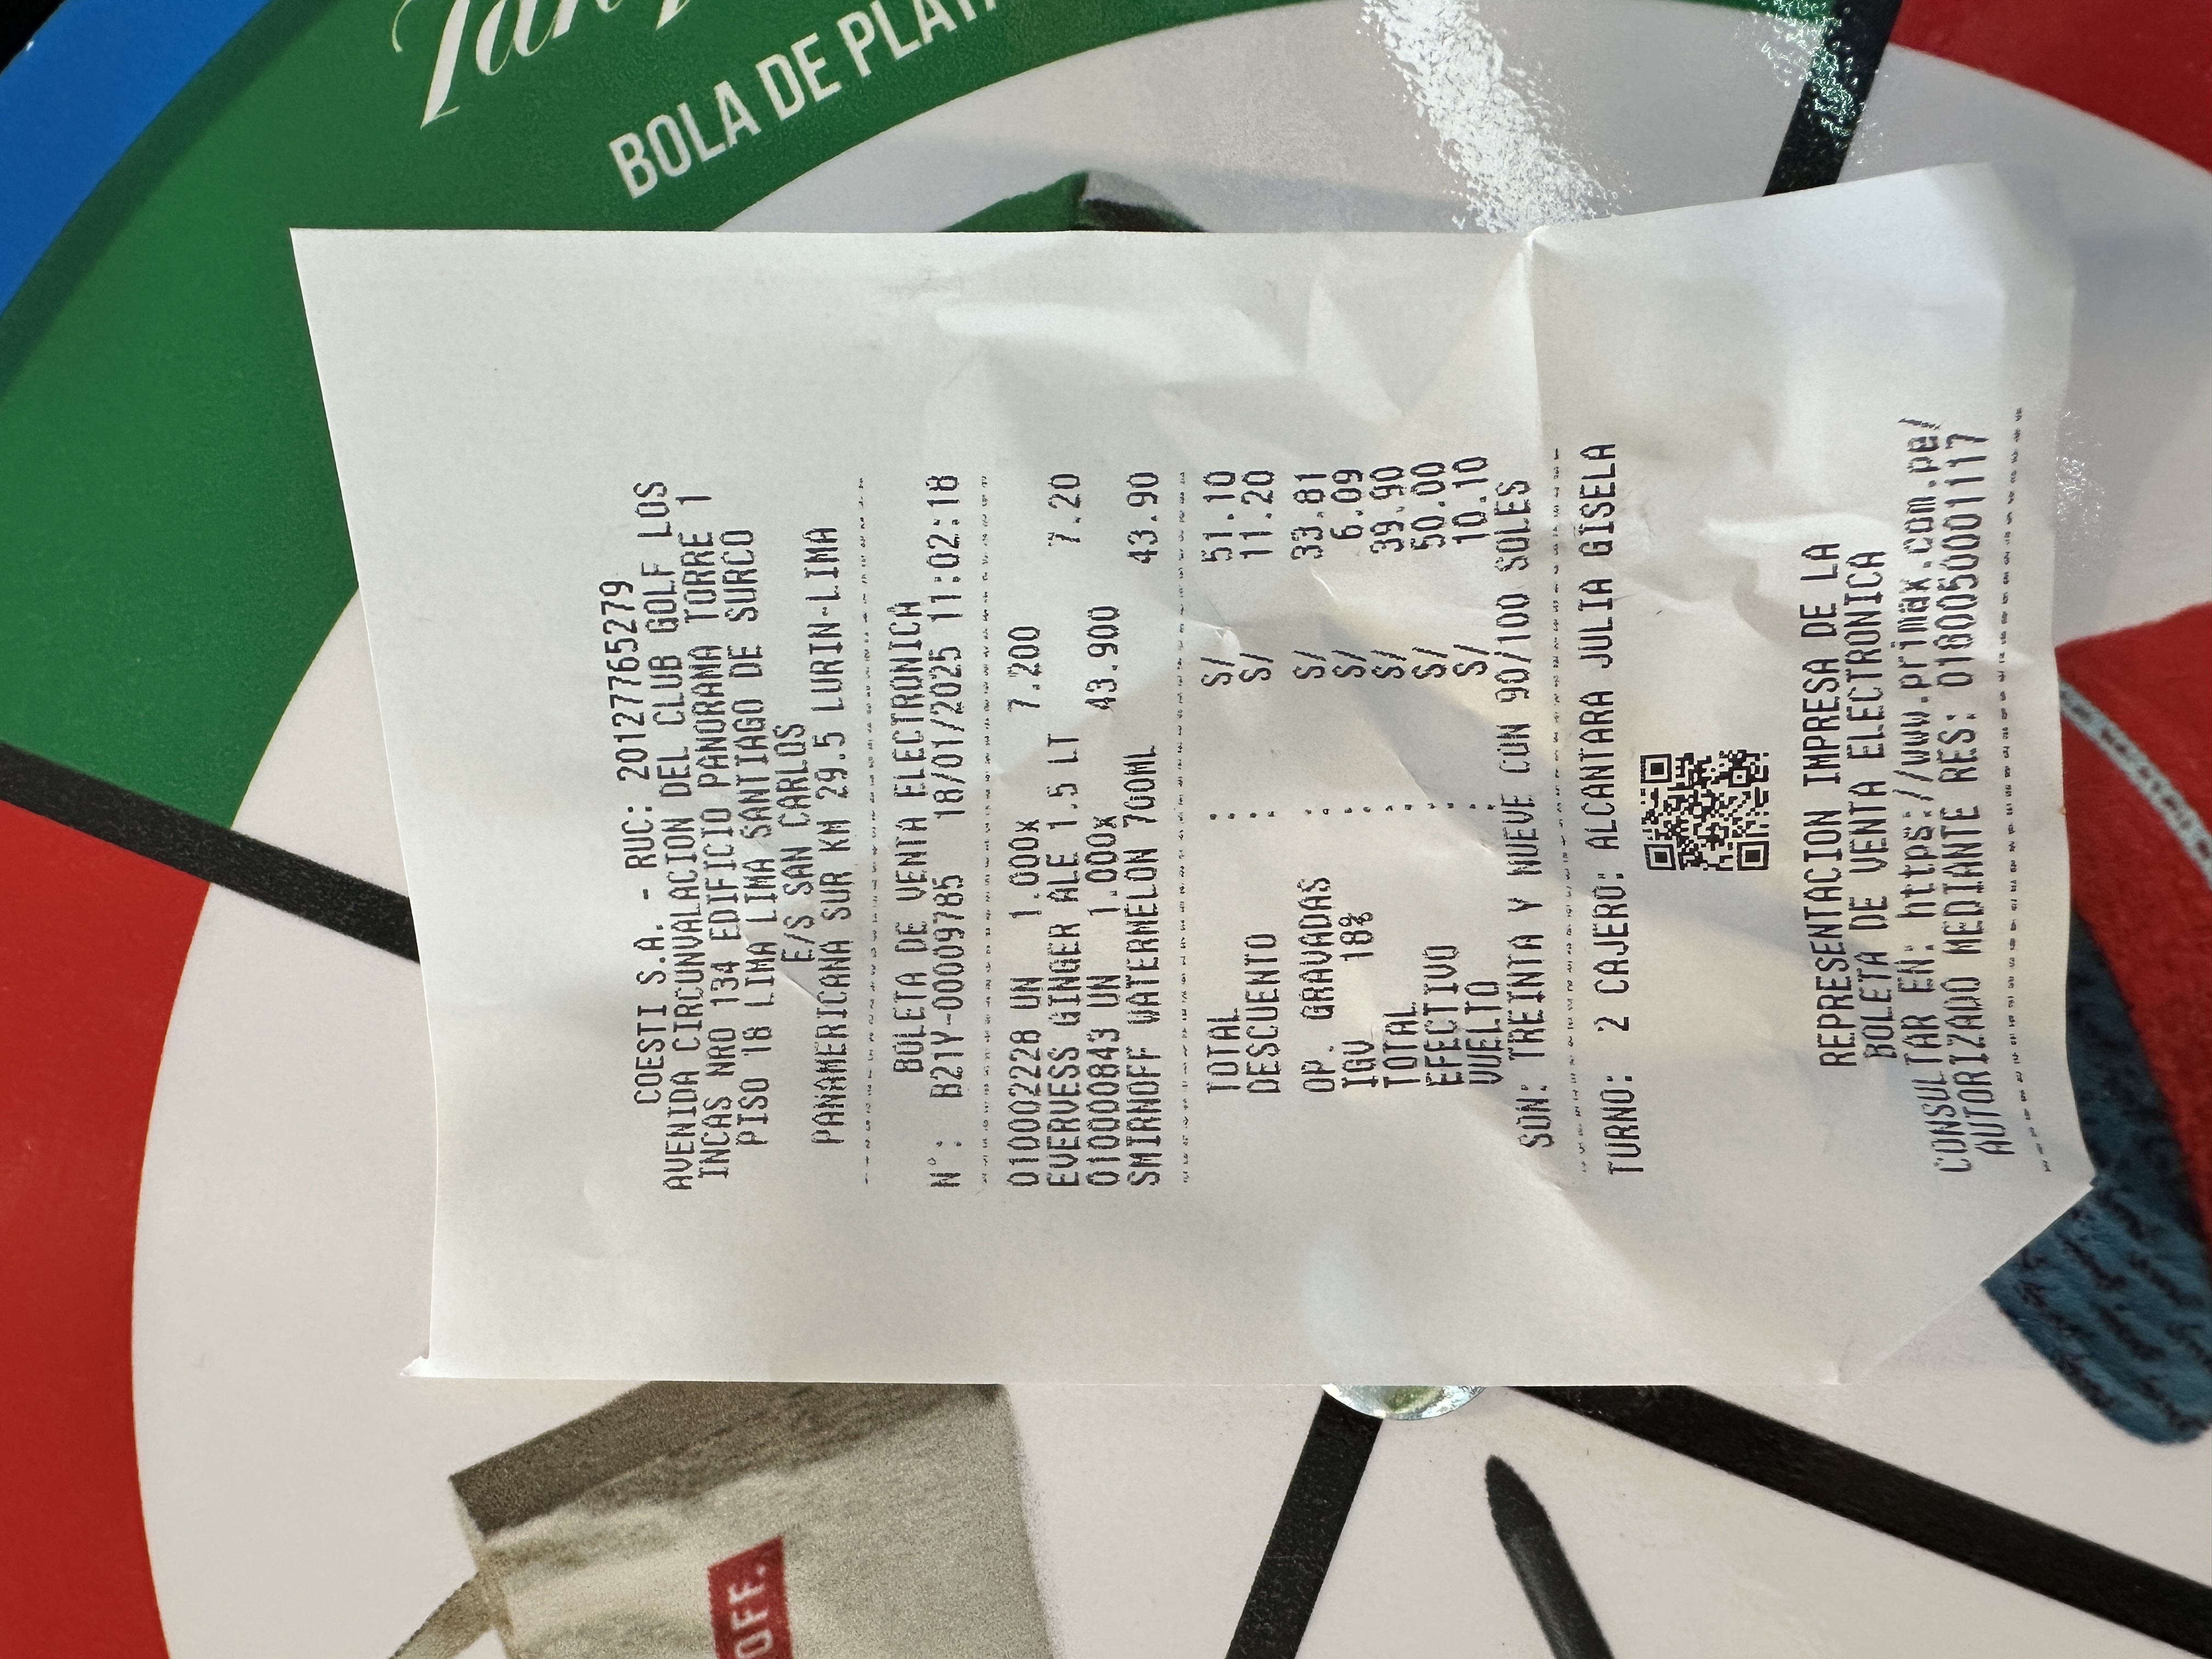 COESTI S.A. - RUC: 20127765279
AVENIDA CIRCUNVALACION DEL CLUB GOLF LOS
INCAS NRO 134 EDIFICIO PANORAMA TORRE 1
PISO 18 LIMA LIMA SANTIAGO DE SURCO
E/S SAN CARLOS
PANAMERICANA SUR KM 29.5 LURIN-LIMA
BOLETA DE VENTA ELECTRONICA
N°: B21Y-00009785 18/01/2025 11:02:18
010002228 UN 1.000x 7.200
EVERVESS GINGER ALE 1.5 LT 7.20
010000843 UN 1.000x 43.900
SMIRNOFF WATERMELON 700ML 43.90
TOTAL : S/ 51.10
DESCUENTO : S/ 11.20
OP. GRAVADAS : S/ 33.81
IGV 18% : S/ 6.09
TOTAL : S/ 39.90
EFECTIVO : S/ 50.00
VUELTO : S/ 10.10
SON: TREINTA Y NUEVE CON 90/100 SOLES
TURNO: 2 CAJERO: ALCANTARA JULIA GISELA
REPRESENTACION IMPRESA DE LA
BOLETA DE VENTA ELECTRONICA
CONSULTAR EN: https://www.primax.com.pe/
AUTORIZADO MEDIANTE RES: 0180050001117
OFF.
BOLA DE